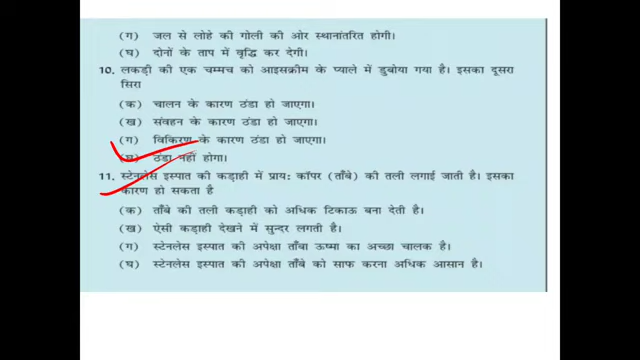 (ग) जल से लोहे की गोली की ओर स्थानांतरित होगी।
(घ) दोनों के ताप में वृद्धि कर देगी।
10. लकड़ी की एक चम्मच को आइसक्रीम के प्याले में डुबोया गया है। इसका दूसरा
सिरा
(क) चालन के कारण ठंडा हो जाएगा।
(ख) संवहन के कारण ठंडा हो जाएगा।
(ग) विकिरण के कारण ठंडा हो जाएगा।
(घ) ठंडा नहीं होगा।
11. स्टेनलेस इस्पात की कड़ाही में प्रायः कॉपर (ताँबे) की तली लगाई जाती है। इसका
कारण हो सकता है
(क) ताँबे की तली कड़ाही को अधिक टिकाऊ बना देती है।
(ख) ऐसी कड़ाही देखने में सुन्दर लगती है।
(ग) स्टेनलेस इस्पात की अपेक्षा ताँबा ऊष्मा का अच्छा चालक है।
(घ) स्टेनलेस इस्पात की अपेक्षा ताँबे को साफ करना अधिक आसान है।